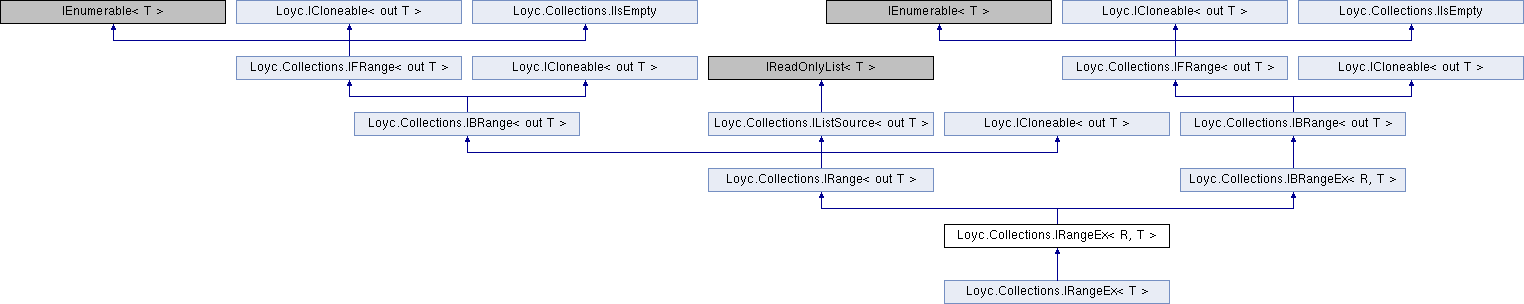 IEnumerable< T >
Loyc.ICloneable< out T >
Loyc.Collections.IIsEmpty
IEnumerable< T >
Loyc.ICloneable< out T >
Loyc.Collections.IIsEmpty
Loyc.Collections.IFRange< out T >
Loyc.ICloneable< out T >
IReadOnlyList< T >
Loyc.Collections.IFRange< out T >
Loyc.ICloneable< out T >
Loyc.Collections.IBRange< out T >
Loyc.Collections.IListSource< out T >
Loyc.ICloneable< out T >
Loyc.Collections.IBRange< out T >
Loyc.Collections.IRange< out T >
Loyc.Collections.IBRangeEx< R, T >
Loyc.Collections.IRangeEx< R, T >
Loyc.Collections.IRangeEx< T >